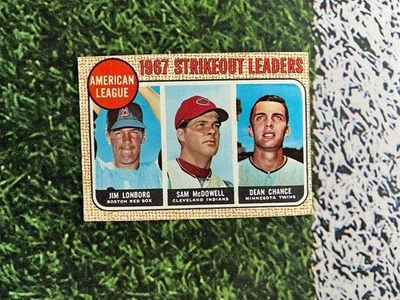 1967 STRIKEOUT LEADERS
AMERICAN
LEAGUE
JIM LONBORG
BOSTON RED SOX
SAM McDOWELL
CLEVELAND INDIANS
DEAN CHANCE
MINNESOTA TWINS